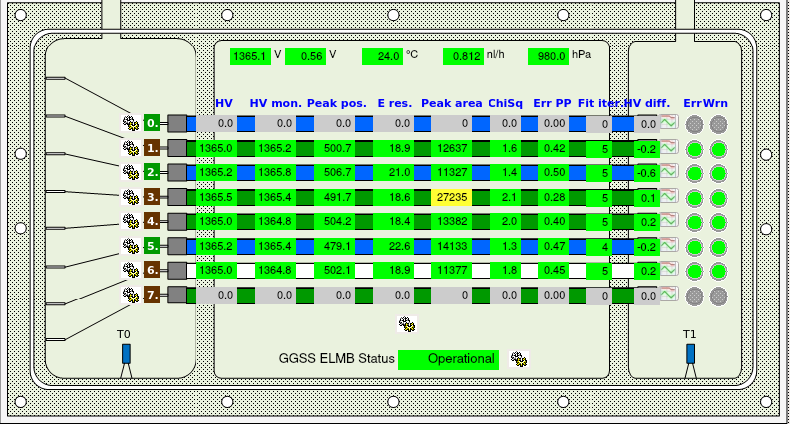 1365.1 V 0.56 V 24.0 °C 0.812 nl/h 980.0 hPa
HV HV mon. Peak pos. E res. Peak area ChiSq Err PP Fit iter. HV diff. Err Wrn
0. 0.0 0.0 0.0 0.0 0 0.0 0.00 0 0.0
1. 1365.0 1365.2 500.7 18.9 12637 1.6 0.42 5 -0.2
2. 1365.2 1365.8 506.7 21.0 11327 1.4 0.50 5 -0.6
3. 1365.5 1365.4 491.7 18.6 27235 2.1 0.28 5 0.1
4. 1365.0 1364.8 504.2 18.4 13382 2.0 0.40 5 0.2
5. 1365.2 1365.4 479.1 22.6 14133 1.3 0.47 4 -0.2
6. 1365.0 1364.8 502.1 18.9 11377 1.8 0.45 5 0.2
7. 0.0 0.0 0.0 0.0 0 0.0 0.00 0 0.0
T0 T1
GGSS ELMB Status Operational